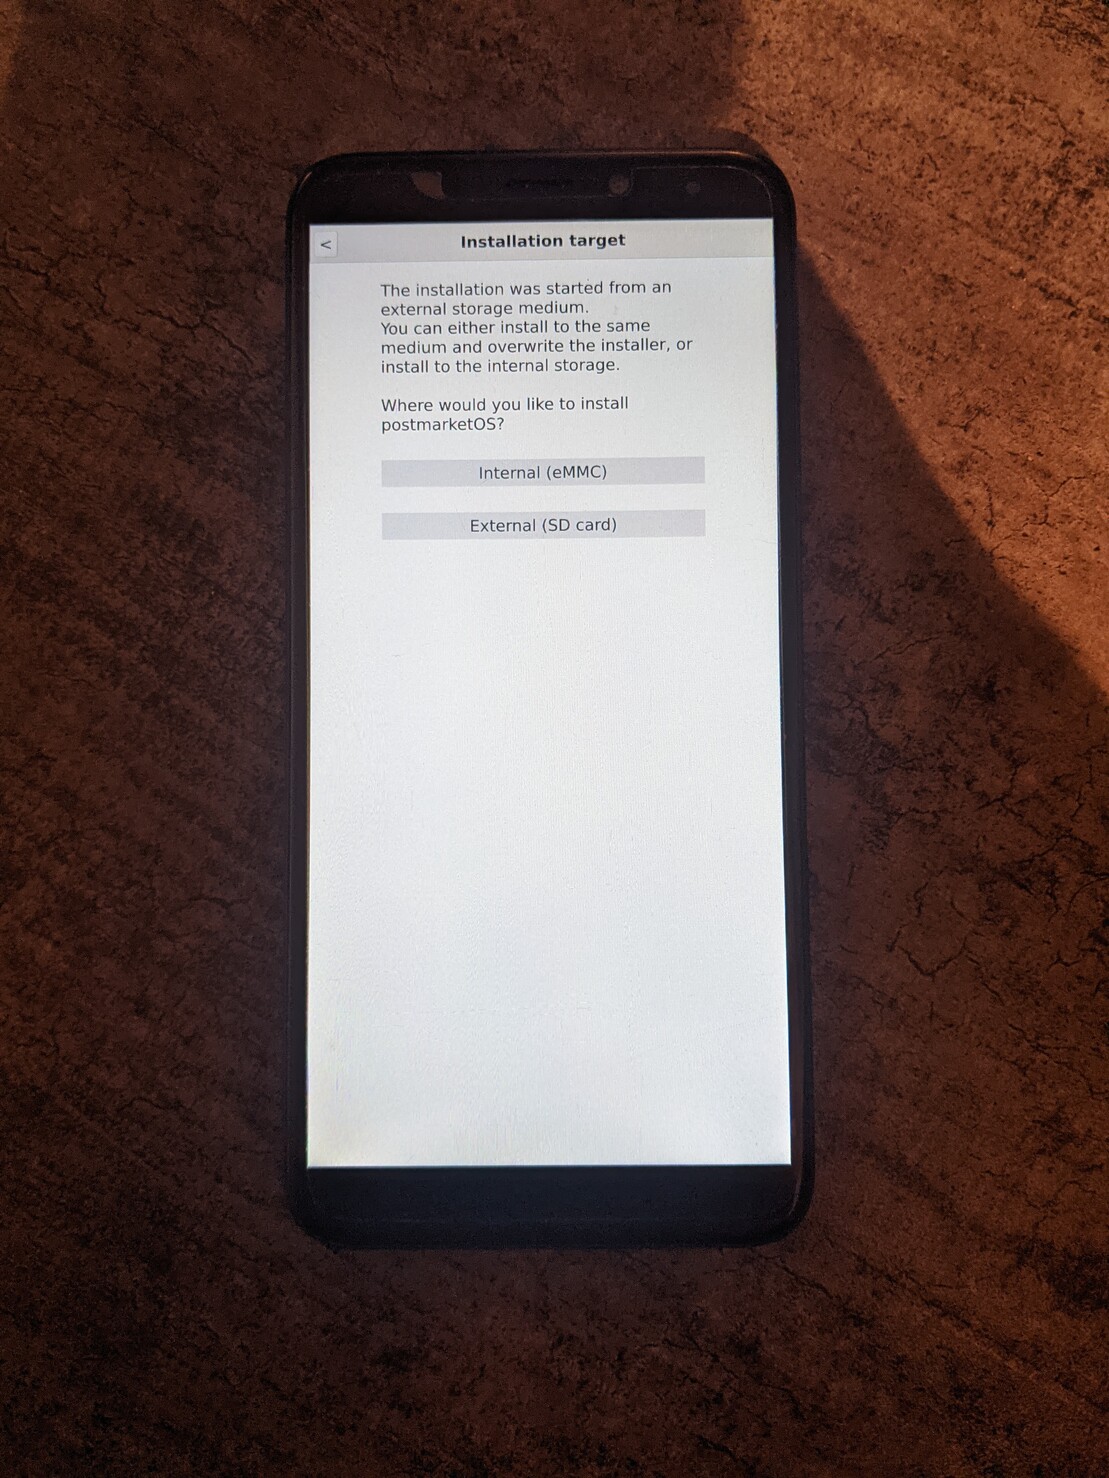 <
Installation target
The installation was started from an
external storage medium.
You can either install to the same
medium and overwrite the installer, or
install to the internal storage.
Where would you like to install
postmarketOS?
Internal (eMMC)
External (SD card)